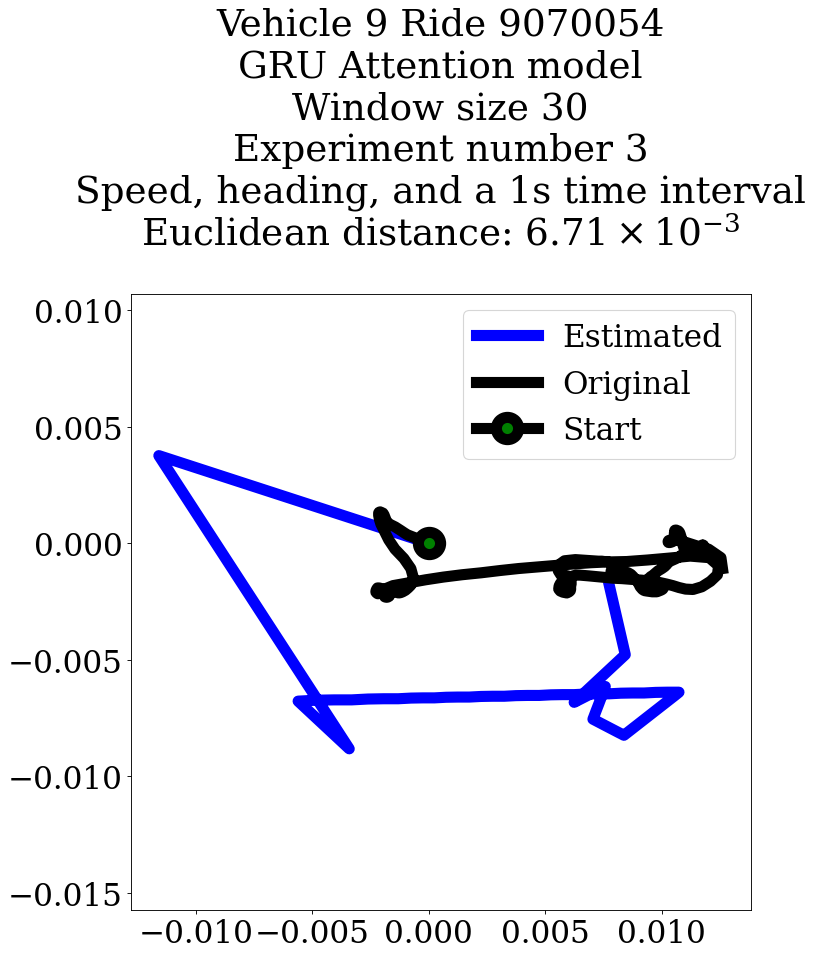 Vehicle 9 Ride 9070054
GRU Attention model
Window size 30
Experiment number 3
Speed, heading, and a 1s time interval
Euclidean distance: 6.71 × 10⁻³
Estimated
Original
Start
0.010
0.005
0.000
−0.005
−0.010
−0.015
−0.010 −0.005 0.000 0.005 0.010